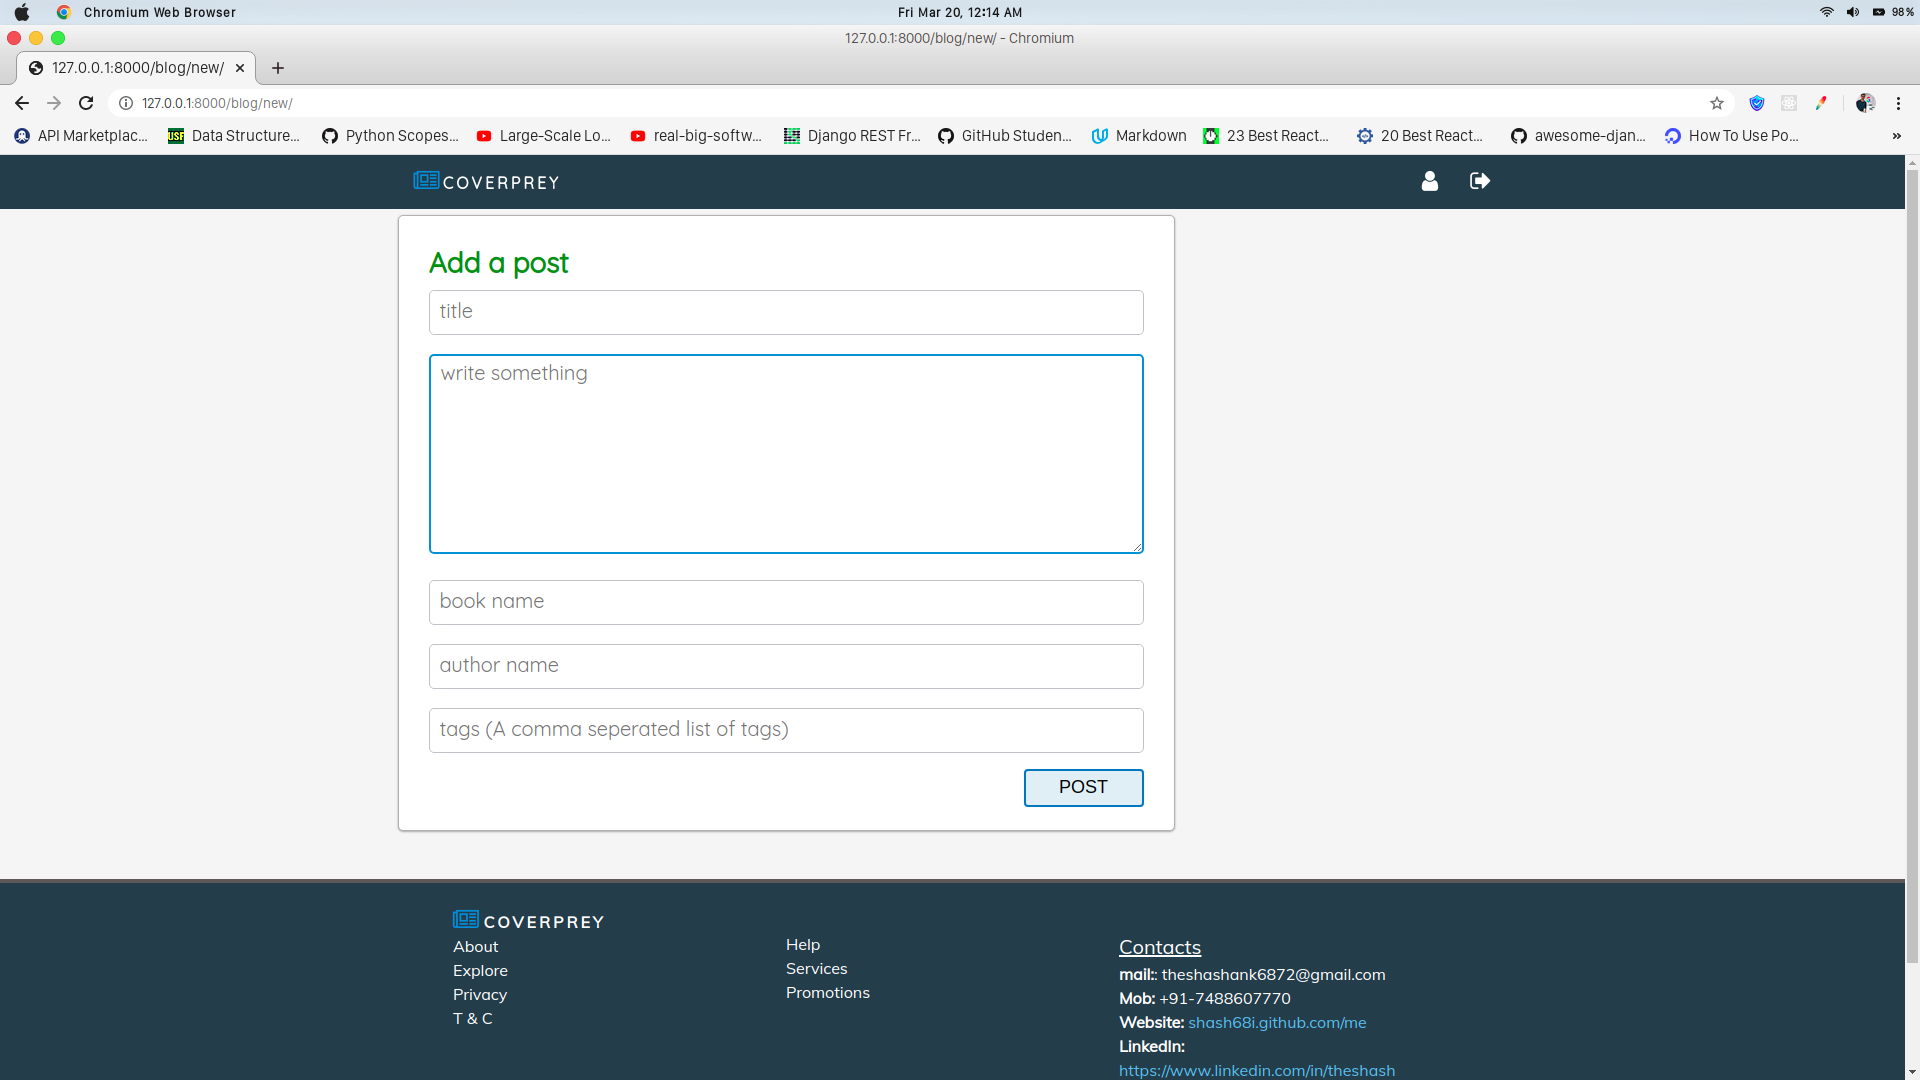 Chromium Web Browser
Fri Mar 20, 12:14 AM
98%
127.0.0.1:8000/blog/new/ - Chromium
127.0.0.1:8000/blog/new/
127.0.0.1:8000/blog/new/
API Marketplac...
USF
Data Structure...
Python Scopes...
Large-Scale Lo...
real-big-softw...
Django REST Fr...
GitHub Studen...
Markdown
23 Best React...
20 Best React...
awesome-djan...
How To Use Po...
»
COVERPREY
Add a post
title
write something
book name
author name
tags (A comma seperated list of tags)
POST
COVERPREY
About
Explore
Privacy
T & C
Help
Services
Promotions
Contacts
mail:: theshashank6872@gmail.com
Mob: +91-7488607770
Website: shash68i.github.com/me
LinkedIn:
https://www.linkedin.com/in/theshash